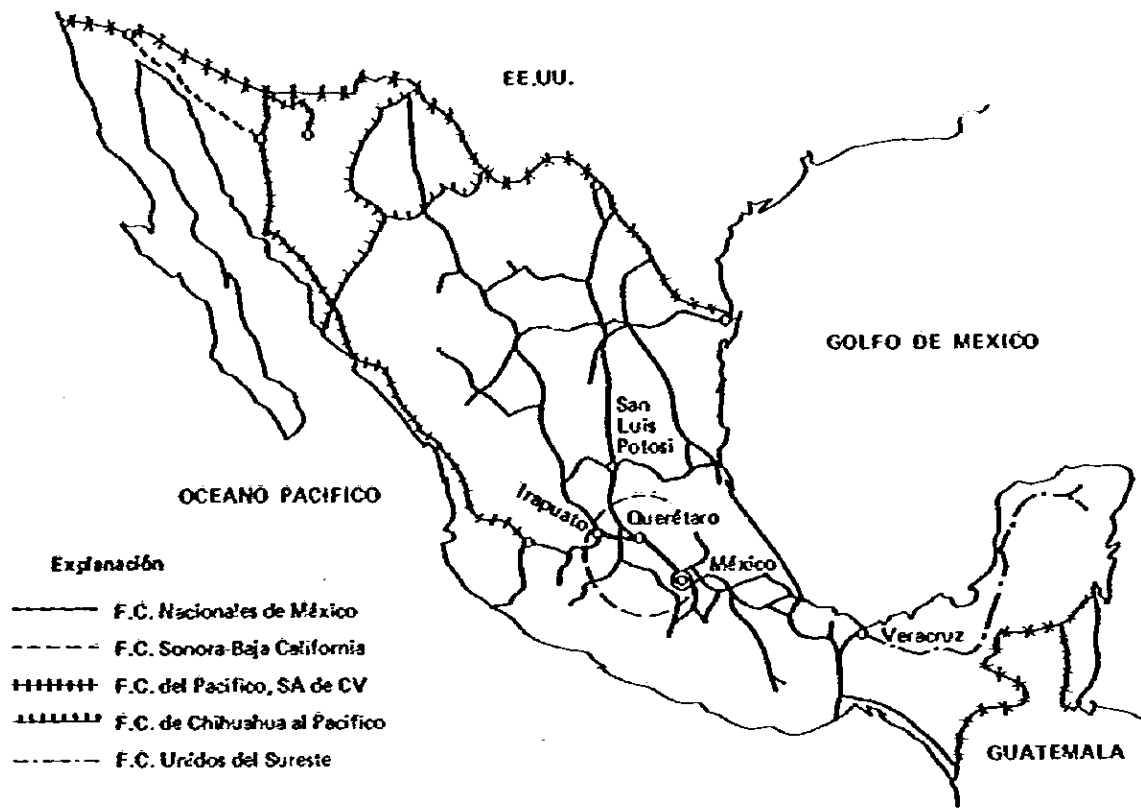 EE.UU.
GOLFO DE MEXICO
San
Luis
Potosi
OCEANO PACIFICO
Irapuato
Querétaro
México
Veracruz
GUATEMALA
Explanación
F.C. Nacionales de México
F.C. Sonora-Baja California
F.C. del Pacifico, SA de CV
F.C. de Chihuahua al Pacifico
F.C. Unidos del Sureste